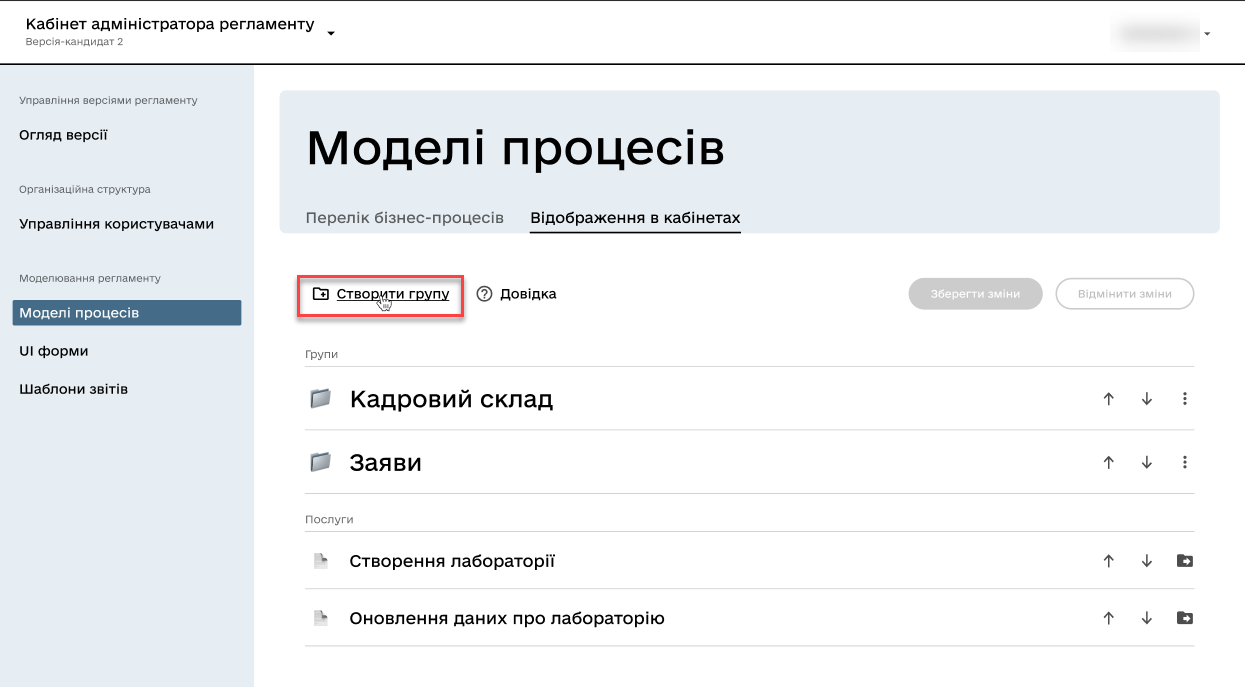 Кабінет адміністратора регламенту
Версія-кандидат 2
Управління версіями регламенту
Огляд версії
Організаційна структура
Управління користувачами
Моделювання регламенту
Моделі процесів
UI форми
Шаблони звітів
Моделі процесів
Перелік бізнес-процесів Відображення в кабінетах
Створити групу Довідка Зберегти зміни Відмінити зміни
Групи
Кадровий склад
Заяви
Послуги
Створення лабораторії
Оновлення даних про лабораторію